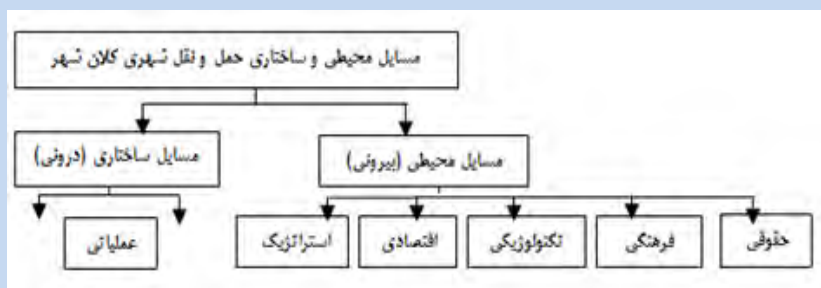 مسایل محیطی و ساختاری حمل و نقل شهری کلان شهر
مسایل محیطی (بیرونی)
مسایل ساختاری (درونی)
حقوقی
فرهنگی
تکنولوژیکی
اقتصادی
استراتژیک
عملیاتی